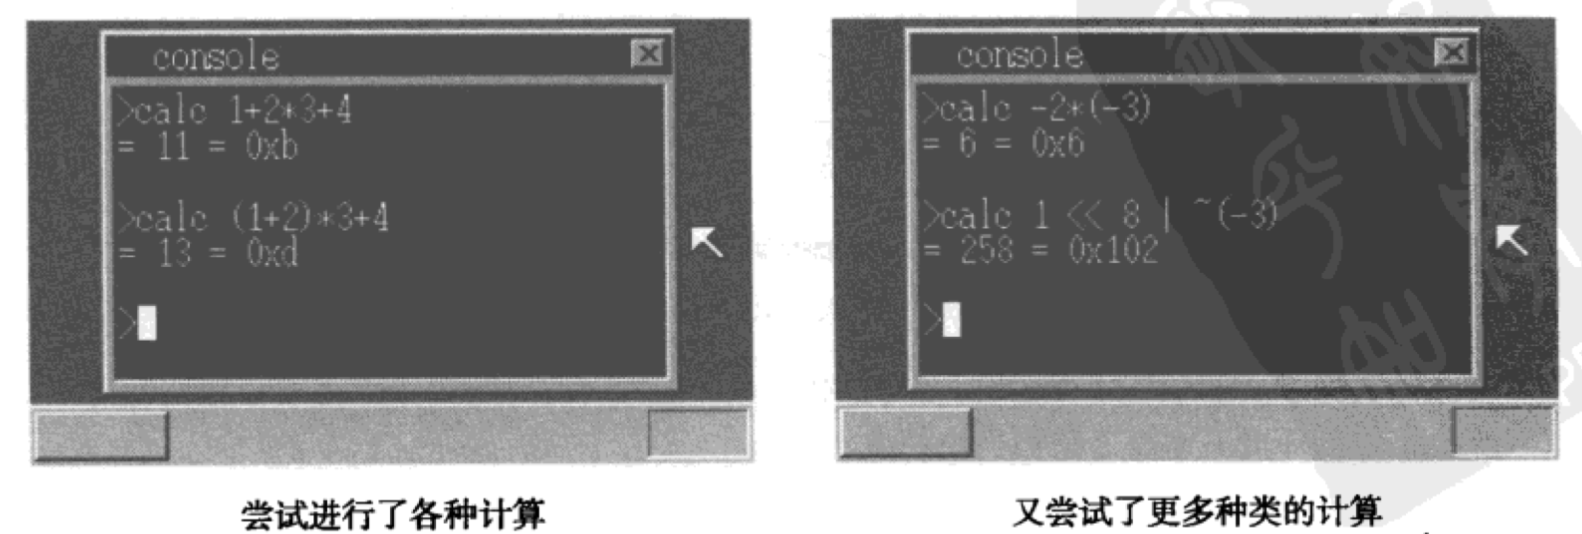 console
>calc 1+2*3+4
= 11 = 0xb
>calc (1+2)*3+4
= 13 = 0xd
>
尝试进行了各种计算
console
>calc -2*(-3)
= 6 = 0x6
>calc 1 << 8 | ~(-3)
= 258 = 0x102
>
又尝试了更多种类的计算